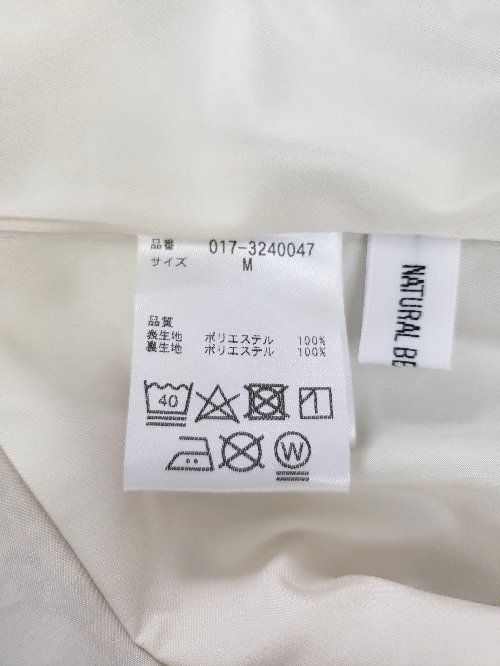 品番 017-3240047
サイズ M
品質
表生地 ポリエステル 100%
裏生地 ポリエステル 100%
40
W
NATURAL BE